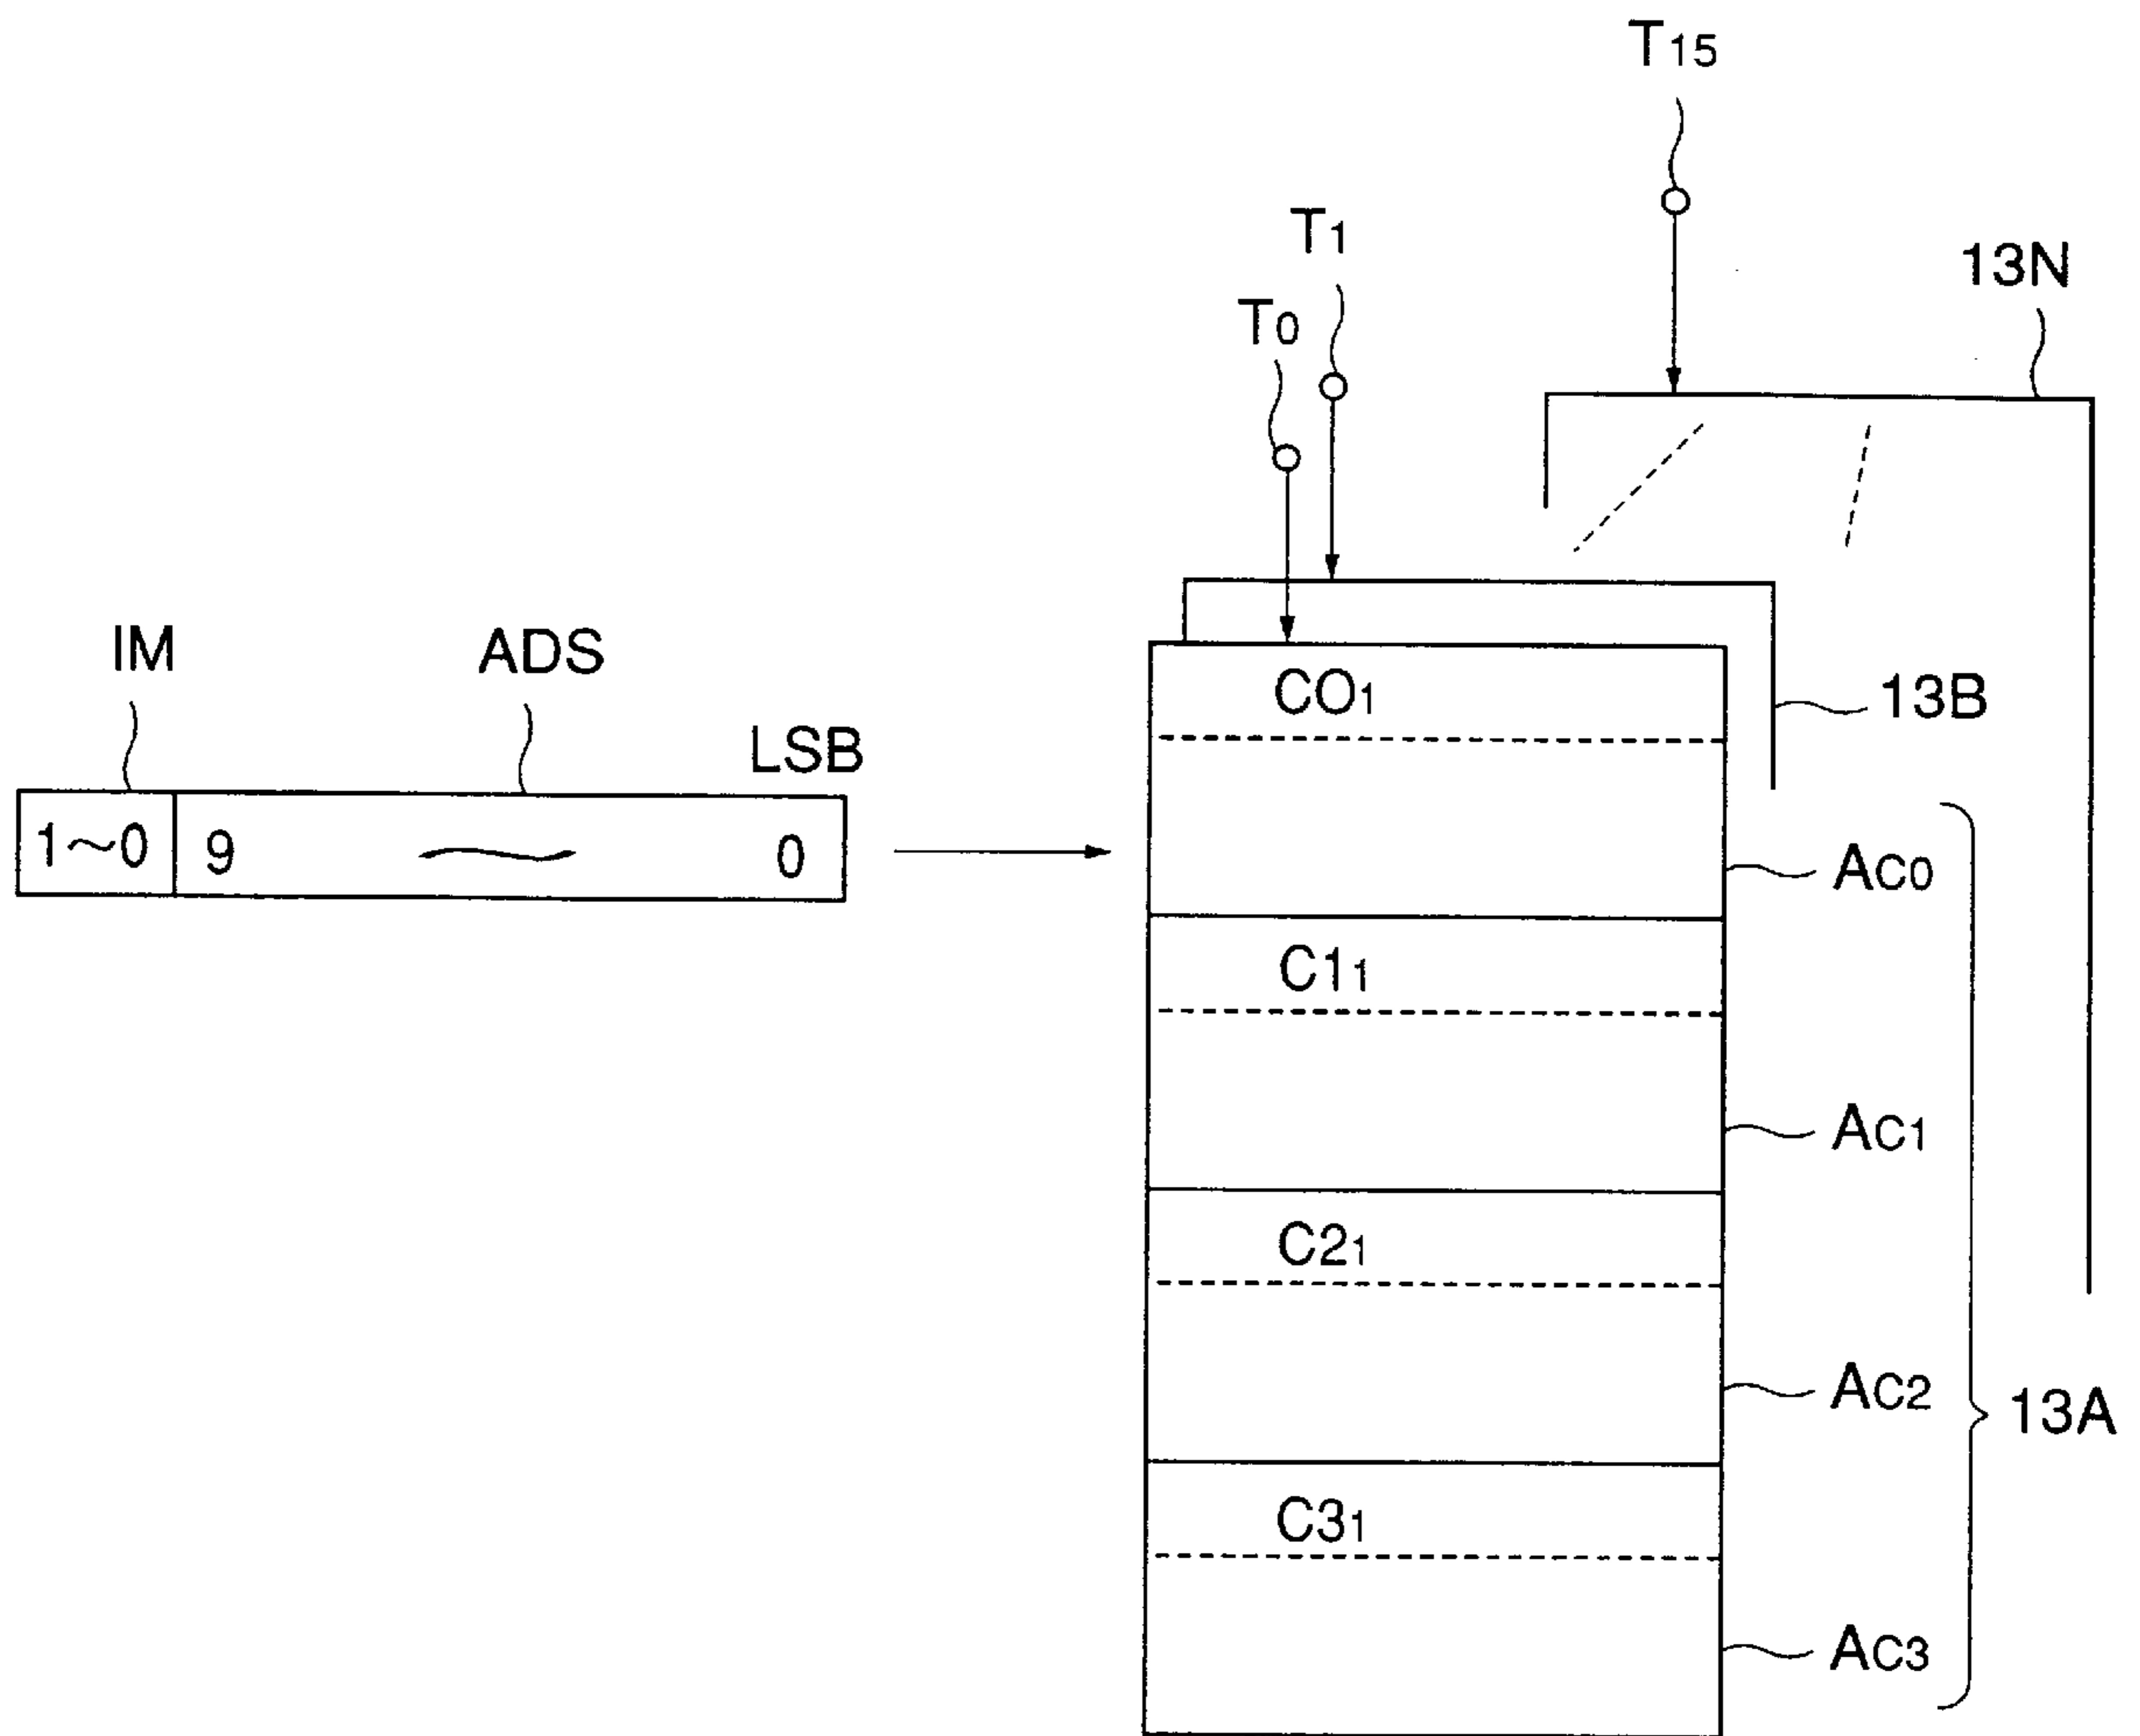 T15
T1
13N
T0
IM
ADS
LSB
1~0
9 ~ 0
CO1
13B
AC0
C11
AC1
C21
AC2
13A
C31
AC3